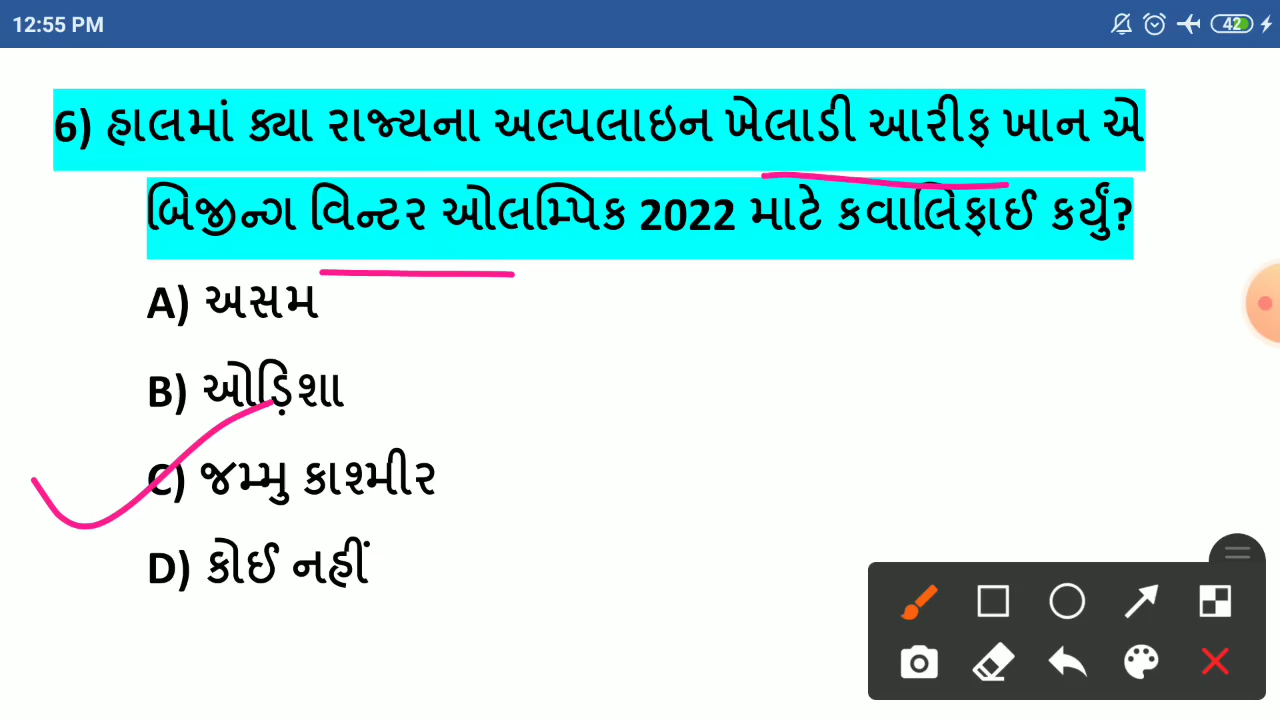 12:55 PM
42
6) હાલમાં ક્યા રાજ્યના અલ્પલાઇન ખેલાડી આરીફ ખાન એ
બિજીન્ગ વિન્ટર ઓલમ્પિક 2022 માટે કવાલિફાઈ કર્યું?
A) અસમ
B) ઓડ઼િશા
C) જમ્મુ કાશ્મીર
D) કોઈ નહીં